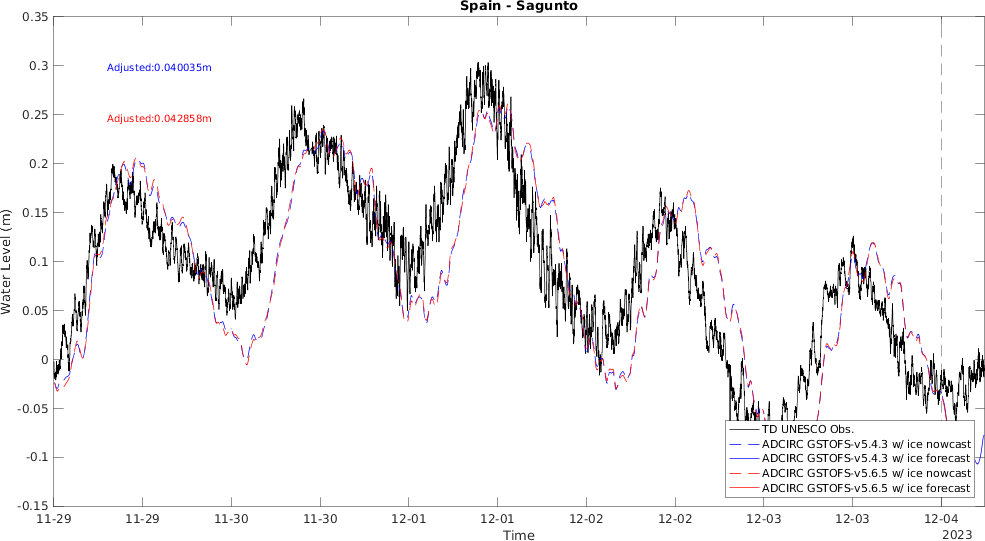 Spain - Sagunto
0.35
0.3
0.25
0.2
0.15
0.1
0.05
0
-0.05
-0.1
-0.15
Water Level (m)
Adjusted:0.040035m
Adjusted:0.042858m
TD UNESCO Obs.
ADCIRC GSTOFS-v5.4.3 w/ ice nowcast
ADCIRC GSTOFS-v5.4.3 w/ ice forecast
ADCIRC GSTOFS-v5.6.5 w/ ice nowcast
ADCIRC GSTOFS-v5.6.5 w/ ice forecast
11-29 11-29 11-30 11-30 12-01 12-01 12-02 12-02 12-03 12-03 12-04
2023
Time